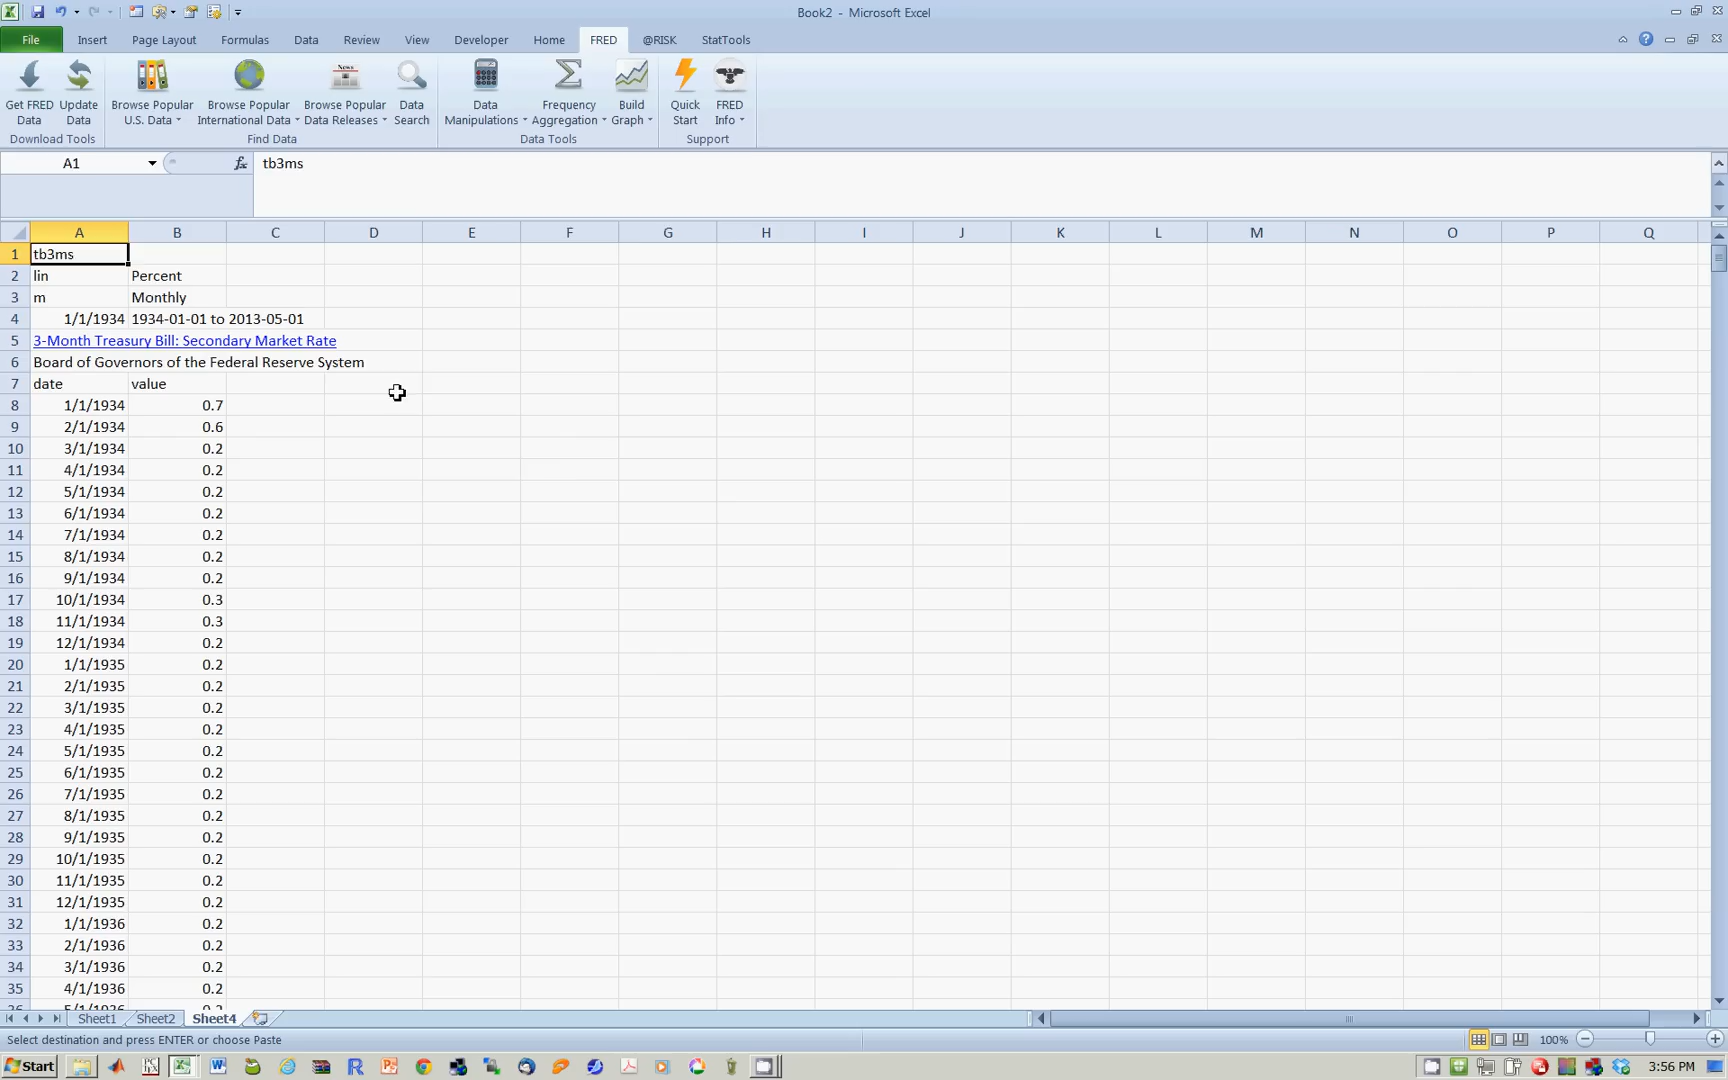 Book2 - Microsoft Excel
File Insert Page Layout Formulas Data Review View Developer Home FRED @RISK StatTools
Get FRED Data
Update Data
Browse Popular U.S. Data
Browse Popular International Data
Browse Popular Data Releases
Data Search
Data Manipulations
Frequency Aggregation
Build Graph
Quick Start
FRED Info
Download Tools Find Data Data Tools Support
A1 fx tb3ms
A B C D E F G H I J K L M N O P Q
1 tb3ms
2 lin Percent
3 m Monthly
4 1/1/1934 1934-01-01 to 2013-05-01
5 3-Month Treasury Bill: Secondary Market Rate
6 Board of Governors of the Federal Reserve System
7 date value
8 1/1/1934 0.7
9 2/1/1934 0.6
10 3/1/1934 0.2
11 4/1/1934 0.2
12 5/1/1934 0.2
13 6/1/1934 0.2
14 7/1/1934 0.2
15 8/1/1934 0.2
16 9/1/1934 0.2
17 10/1/1934 0.3
18 11/1/1934 0.3
19 12/1/1934 0.2
20 1/1/1935 0.2
21 2/1/1935 0.2
22 3/1/1935 0.2
23 4/1/1935 0.2
24 5/1/1935 0.2
25 6/1/1935 0.2
26 7/1/1935 0.2
27 8/1/1935 0.2
28 9/1/1935 0.2
29 10/1/1935 0.2
30 11/1/1935 0.2
31 12/1/1935 0.2
32 1/1/1936 0.2
33 2/1/1936 0.2
34 3/1/1936 0.2
35 4/1/1936 0.2
Sheet1 Sheet2 Sheet4
Select destination and press ENTER or choose Paste 100%
Start 3:56 PM